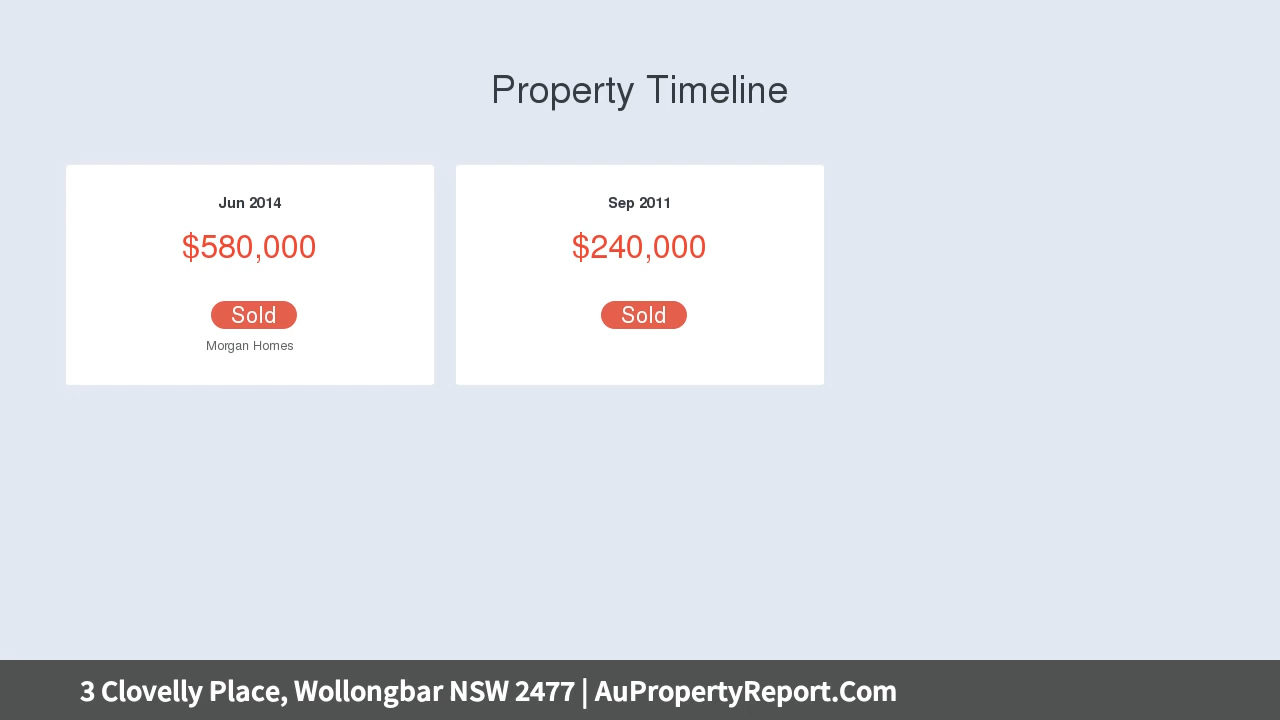 Property Timeline
Jun 2014
$580,000
Sold
Morgan Homes
Sep 2011
$240,000
Sold
3 Clovelly Place, Wollongbar NSW 2477 | AuPropertyReport.Com